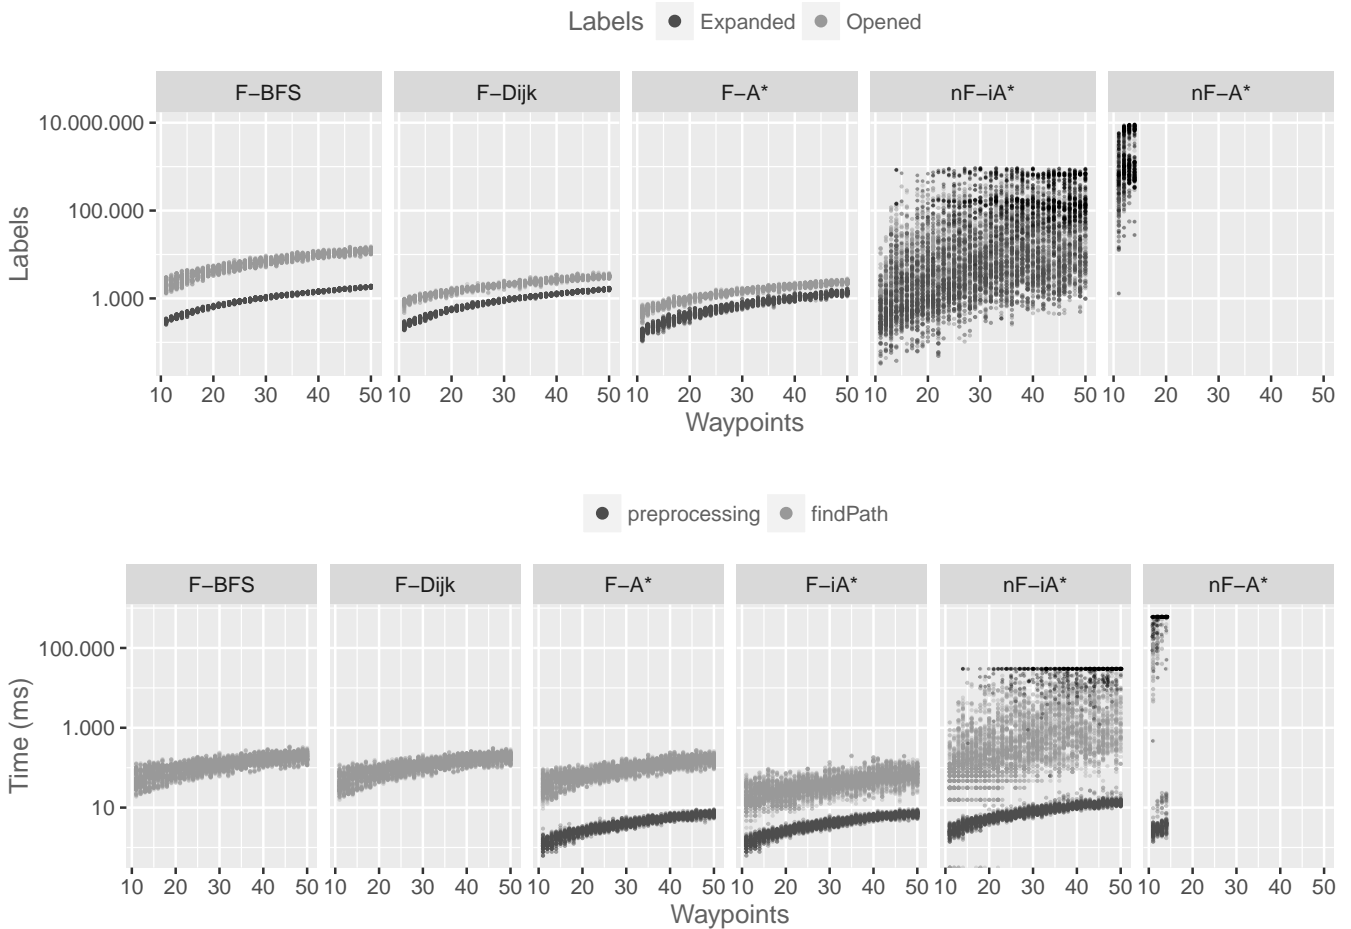 Labels Expanded Opened
F−BFS F−Dijk F−A* nF−iA* nF−A*
10.000.000
100.000
1.000
Labels
10 20 30 40 50 10 20 30 40 50 10 20 30 40 50 10 20 30 40 50 10 20 30 40 50
Waypoints
preprocessing findPath
F−BFS F−Dijk F−A* F−iA* nF−iA* nF−A*
100.000
1.000
10
Time (ms)
10 20 30 40 50 10 20 30 40 50 10 20 30 40 50 10 20 30 40 50 10 20 30 40 50 10 20 30 40 50
Waypoints